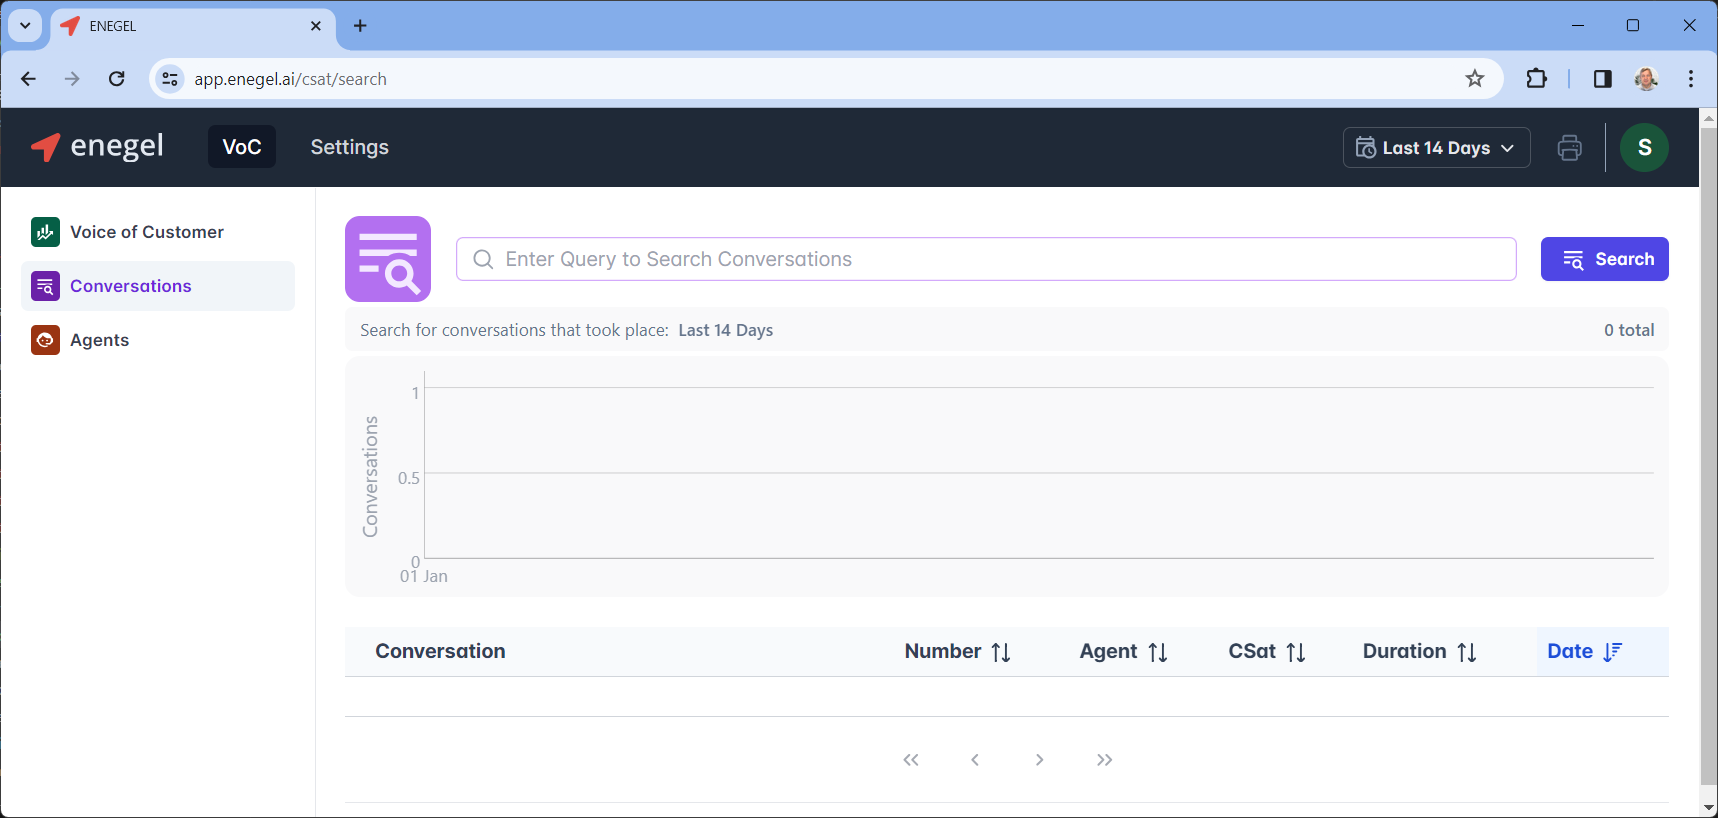 ENEGEL
app.enegel.ai/csat/search
enegel
VoC
Settings
Last 14 Days
S
Voice of Customer
Conversations
Agents
Enter Query to Search Conversations
Search
Search for conversations that took place: Last 14 Days
0 total
Conversations
1
0.5
0
01 Jan
Conversation Number Agent CSat Duration Date